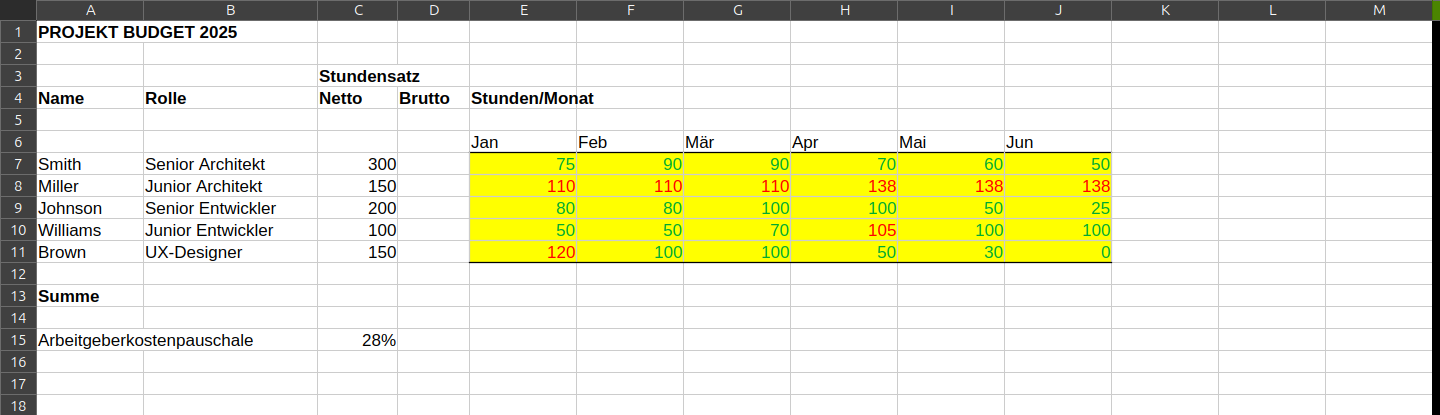 A B C D E F G H I J K L M
1 PROJEKT BUDGET 2025
2
3 Stundensatz
4 Name Rolle Netto Brutto Stunden/Monat
5
6 Jan Feb Mär Apr Mai Jun
7 Smith Senior Architekt 300 75 90 90 70 60 50
8 Miller Junior Architekt 150 110 110 110 138 138 138
9 Johnson Senior Entwickler 200 80 80 100 100 50 25
10 Williams Junior Entwickler 100 50 50 70 105 100 100
11 Brown UX-Designer 150 120 100 100 50 30 0
12
13 Summe
14
15 Arbeitgeberkostenpauschale 28%
16
17
18